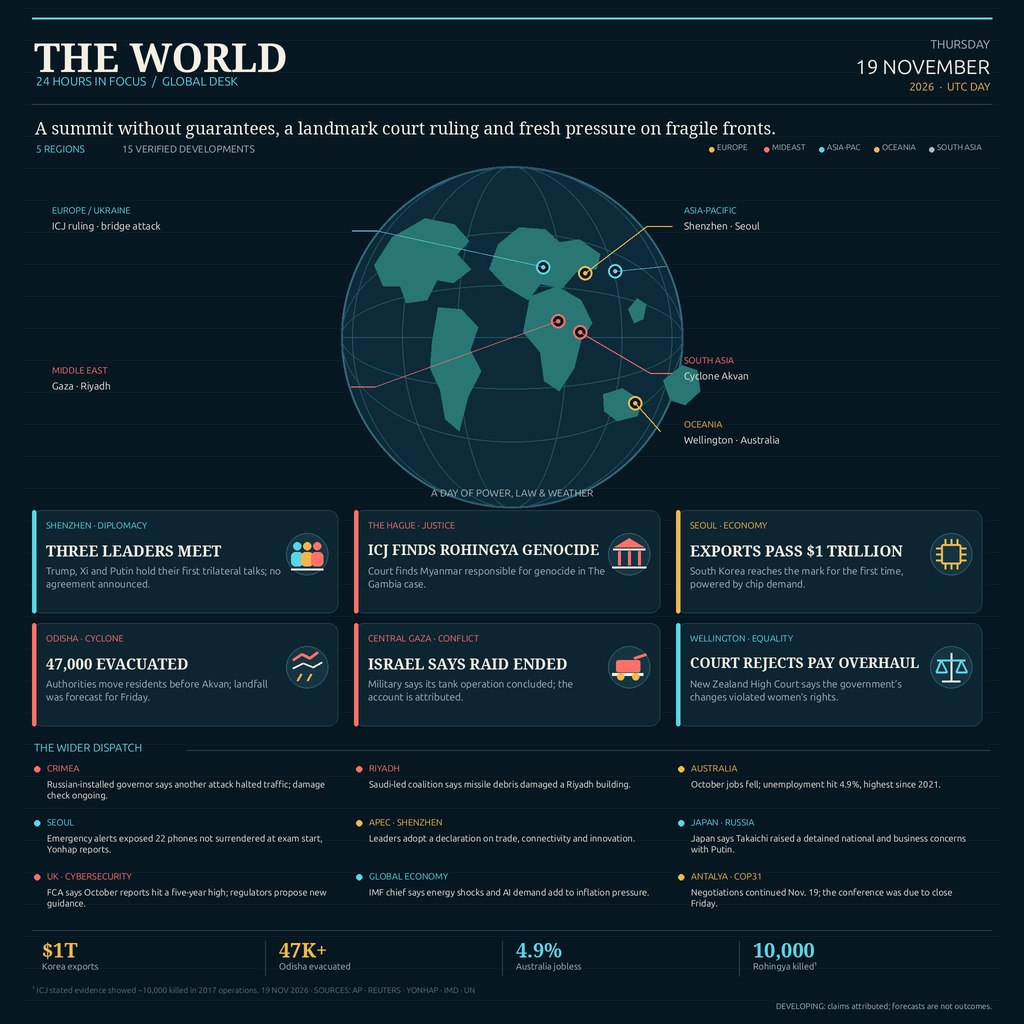 THE WORLD
24 HOURS IN FOCUS / GLOBAL DESK
THURSDAY
19 NOVEMBER
2026 · UTC DAY
A summit without guarantees, a landmark court ruling and fresh pressure on fragile fronts.
5 REGIONS
15 VERIFIED DEVELOPMENTS
EUROPE
MIDEAST
ASIA-PAC
OCEANIA
SOUTH ASIA
EUROPE / UKRAINE
ICJ ruling · bridge attack
ASIA-PACIFIC
Shenzhen · Seoul
MIDDLE EAST
Gaza · Riyadh
SOUTH ASIA
Cyclone Akvan
OCEANIA
Wellington · Australia
A DAY OF POWER, LAW & WEATHER
SHENZHEN · DIPLOMACY
THREE LEADERS MEET
Trump, Xi and Putin hold their first trilateral talks; no
agreement announced.
THE HAGUE · JUSTICE
ICJ FINDS ROHINGYA GENOCIDE
Court finds Myanmar responsible for genocide in The
Gambia case.
SEOUL · ECONOMY
EXPORTS PASS $1 TRILLION
South Korea reaches the mark for the first time,
powered by chip demand.
ODISHA · CYCLONE
47,000 EVACUATED
Authorities move residents before Akvan; landfall
was forecast for Friday.
CENTRAL GAZA · CONFLICT
ISRAEL SAYS RAID ENDED
Military says its tank operation concluded; the
account is attributed.
WELLINGTON · EQUALITY
COURT REJECTS PAY OVERHAUL
New Zealand High Court says the government's
changes violated women's rights.
THE WIDER DISPATCH
CRIMEA
Russian-installed governor says another attack halted traffic; damage
check ongoing.
RIYADH
Saudi-led coalition says missile debris damaged a Riyadh building.
AUSTRALIA
October jobs fell; unemployment hit 4.9%, highest since 2021.
SEOUL
Emergency alerts exposed 22 phones not surrendered at exam start,
Yonhap reports.
APEC · SHENZHEN
Leaders adopt a declaration on trade, connectivity and innovation.
JAPAN · RUSSIA
Japan says Takaichi raised a detained national and business concerns
with Putin.
UK · CYBERSECURITY
FCA says October reports hit a five-year high; regulators propose new
guidance.
GLOBAL ECONOMY
IMF chief says energy shocks and AI demand add to inflation pressure.
ANTALYA · COP31
Negotiations continued Nov. 19; the conference was due to close
Friday.
$1T
Korea exports
47K+
Odisha evacuated
4.9%
Australia jobless
10,000
Rohingya killed¹
¹ ICJ stated evidence showed ~10,000 killed in 2017 operations. 19 NOV 2026 · SOURCES: AP · REUTERS · YONHAP · IMD · UN
DEVELOPING: claims attributed; forecasts are not outcomes.